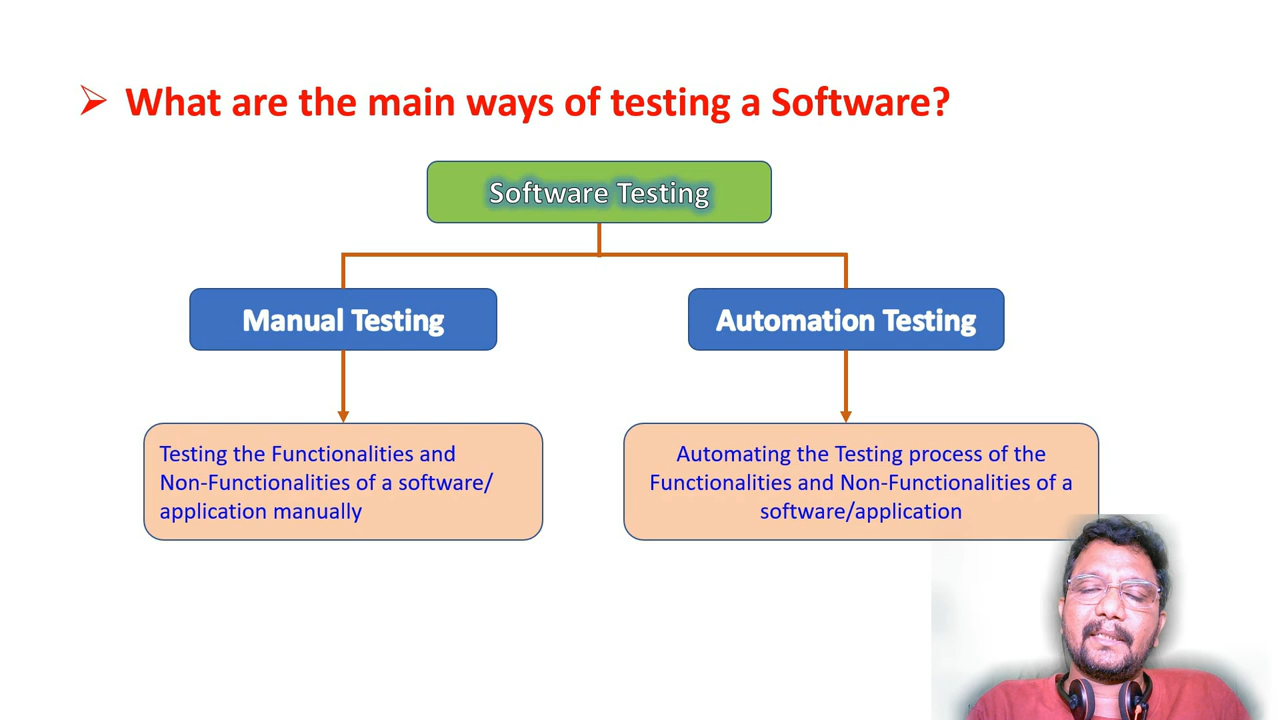 What are the main ways of testing a Software?
Software Testing
Manual Testing
Automation Testing
Testing the Functionalities and
Non-Functionalities of a software/
application manually
Automating the Testing process of the
Functionalities and Non-Functionalities of a
software/application